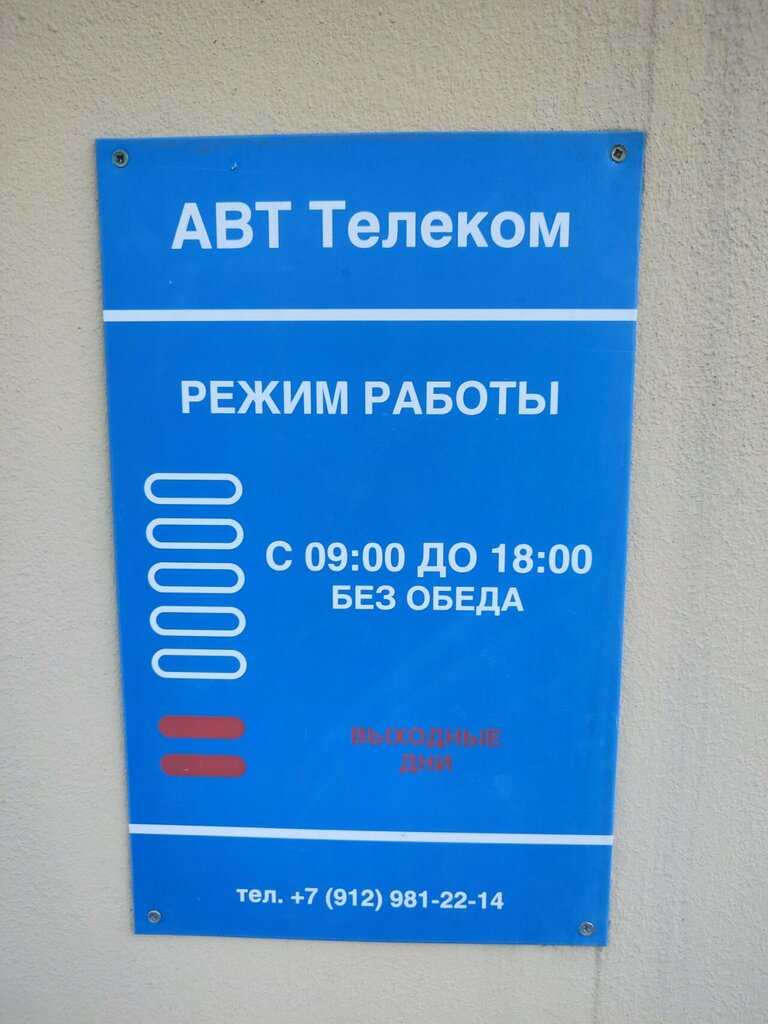 АВТ Телеком
РЕЖИМ РАБОТЫ
С 09:00 ДО 18:00
БЕЗ ОБЕДА
ВЫХОДНЫЕ
ДНИ
тел. +7 (912) 981-22-14